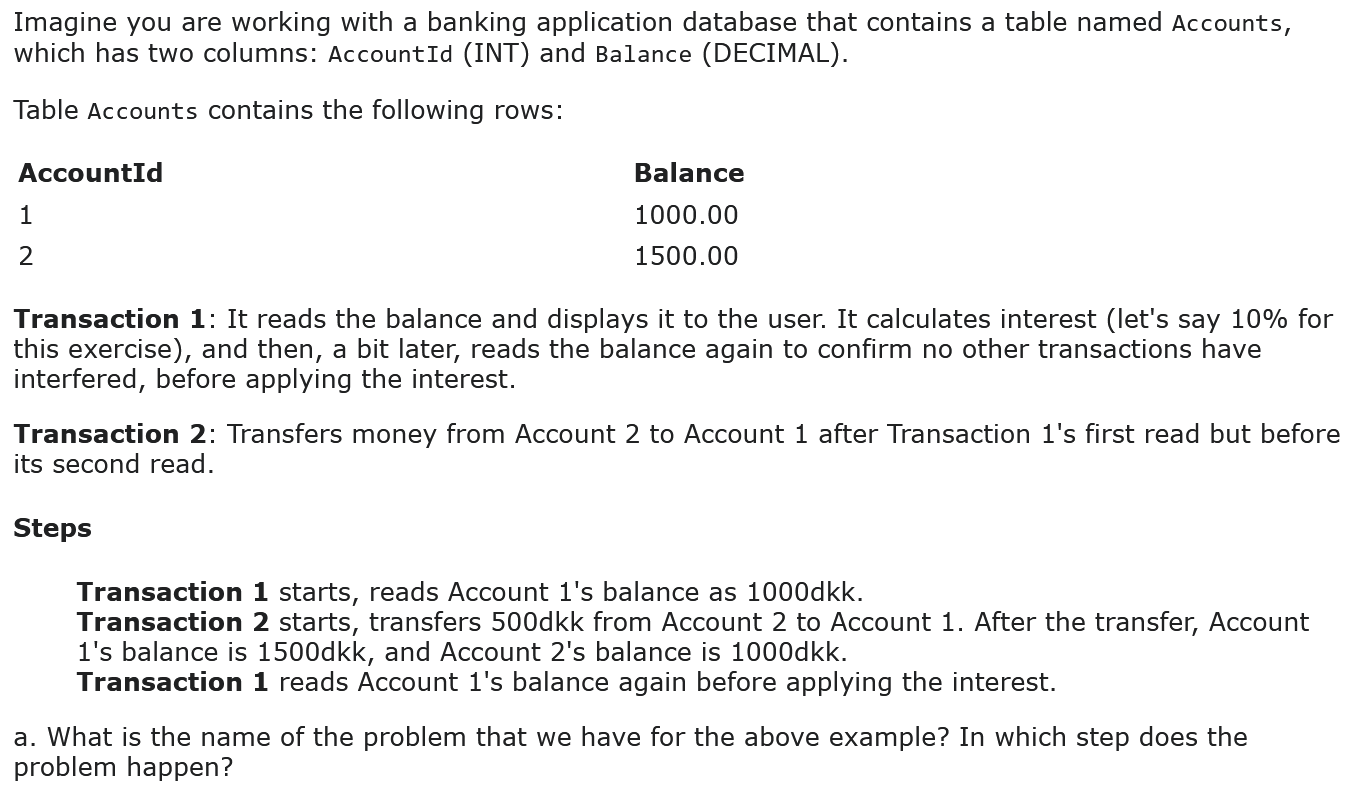 Imagine you are working with a banking application database that contains a table named Accounts,
which has two columns: AccountId (INT) and Balance (DECIMAL).
Table Accounts contains the following rows:
AccountId Balance
1 1000.00
2 1500.00
Transaction 1: It reads the balance and displays it to the user. It calculates interest (let's say 10% for
this exercise), and then, a bit later, reads the balance again to confirm no other transactions have
interfered, before applying the interest.
Transaction 2: Transfers money from Account 2 to Account 1 after Transaction 1's first read but before
its second read.
Steps
Transaction 1 starts, reads Account 1's balance as 1000dkk.
Transaction 2 starts, transfers 500dkk from Account 2 to Account 1. After the transfer, Account
1's balance is 1500dkk, and Account 2's balance is 1000dkk.
Transaction 1 reads Account 1's balance again before applying the interest.
a. What is the name of the problem that we have for the above example? In which step does the
problem happen?